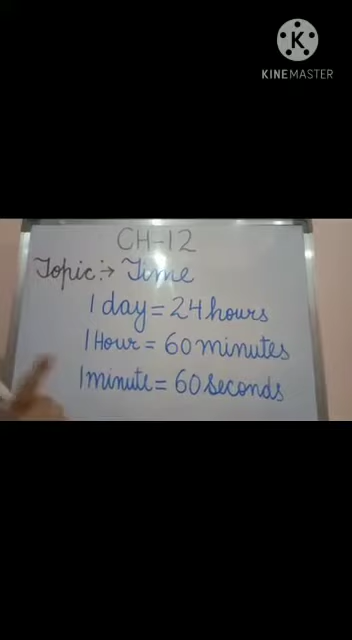 K
KINEMASTER
CH-12
Topic:→ Time
1 day = 24 hours
1 Hour = 60 minutes
1 minute = 60 seconds